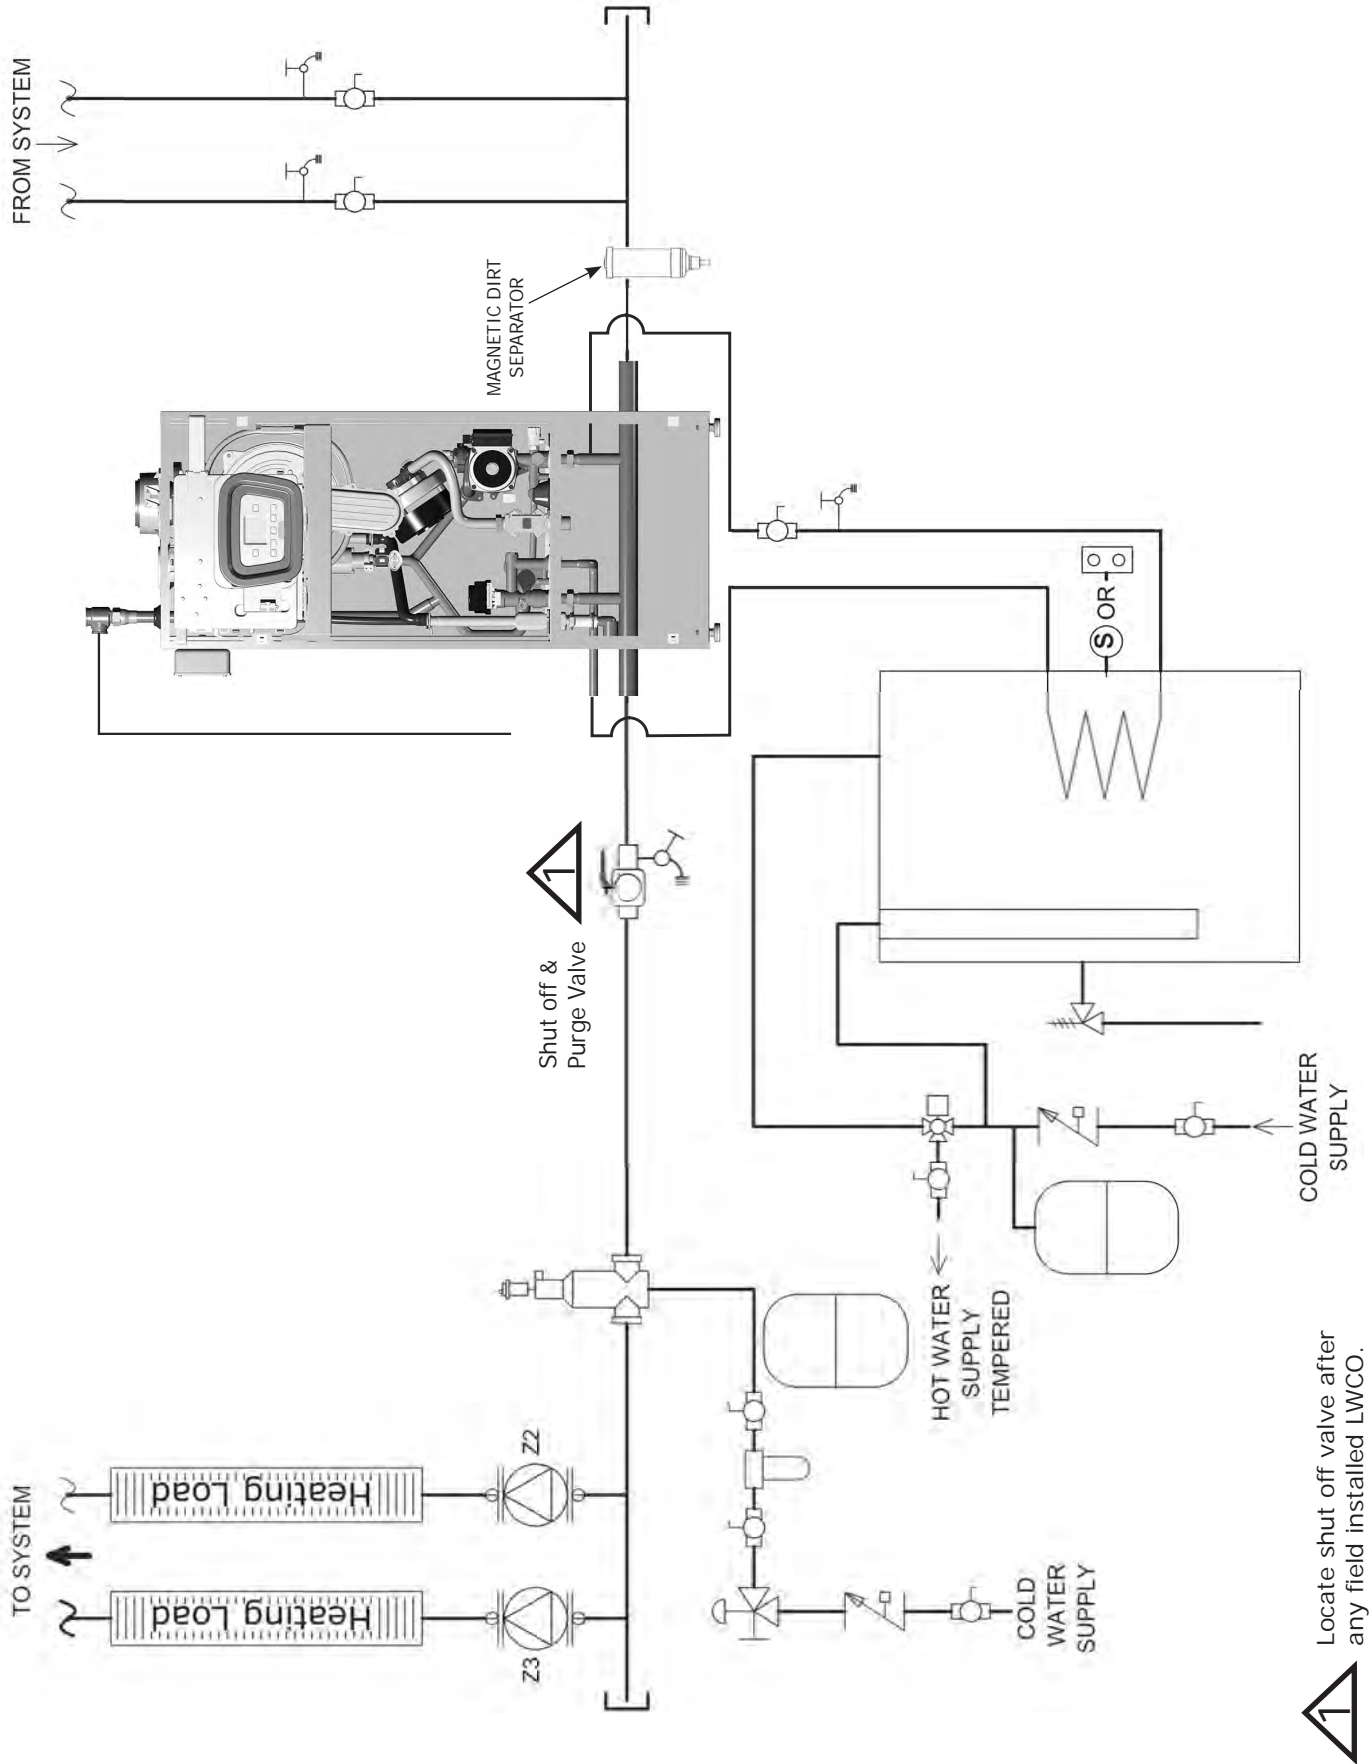 TO SYSTEM
FROM SYSTEM
Heating Load
Heating Load
Z3
Z2
Shut off &
Purge Valve
1
MAGNETIC DIRT
SEPARATOR
COLD
WATER
SUPPLY
HOT WATER
SUPPLY
TEMPERED
COLD WATER
SUPPLY
S OR
1
Locate shut off valve after
any field installed LWCO.